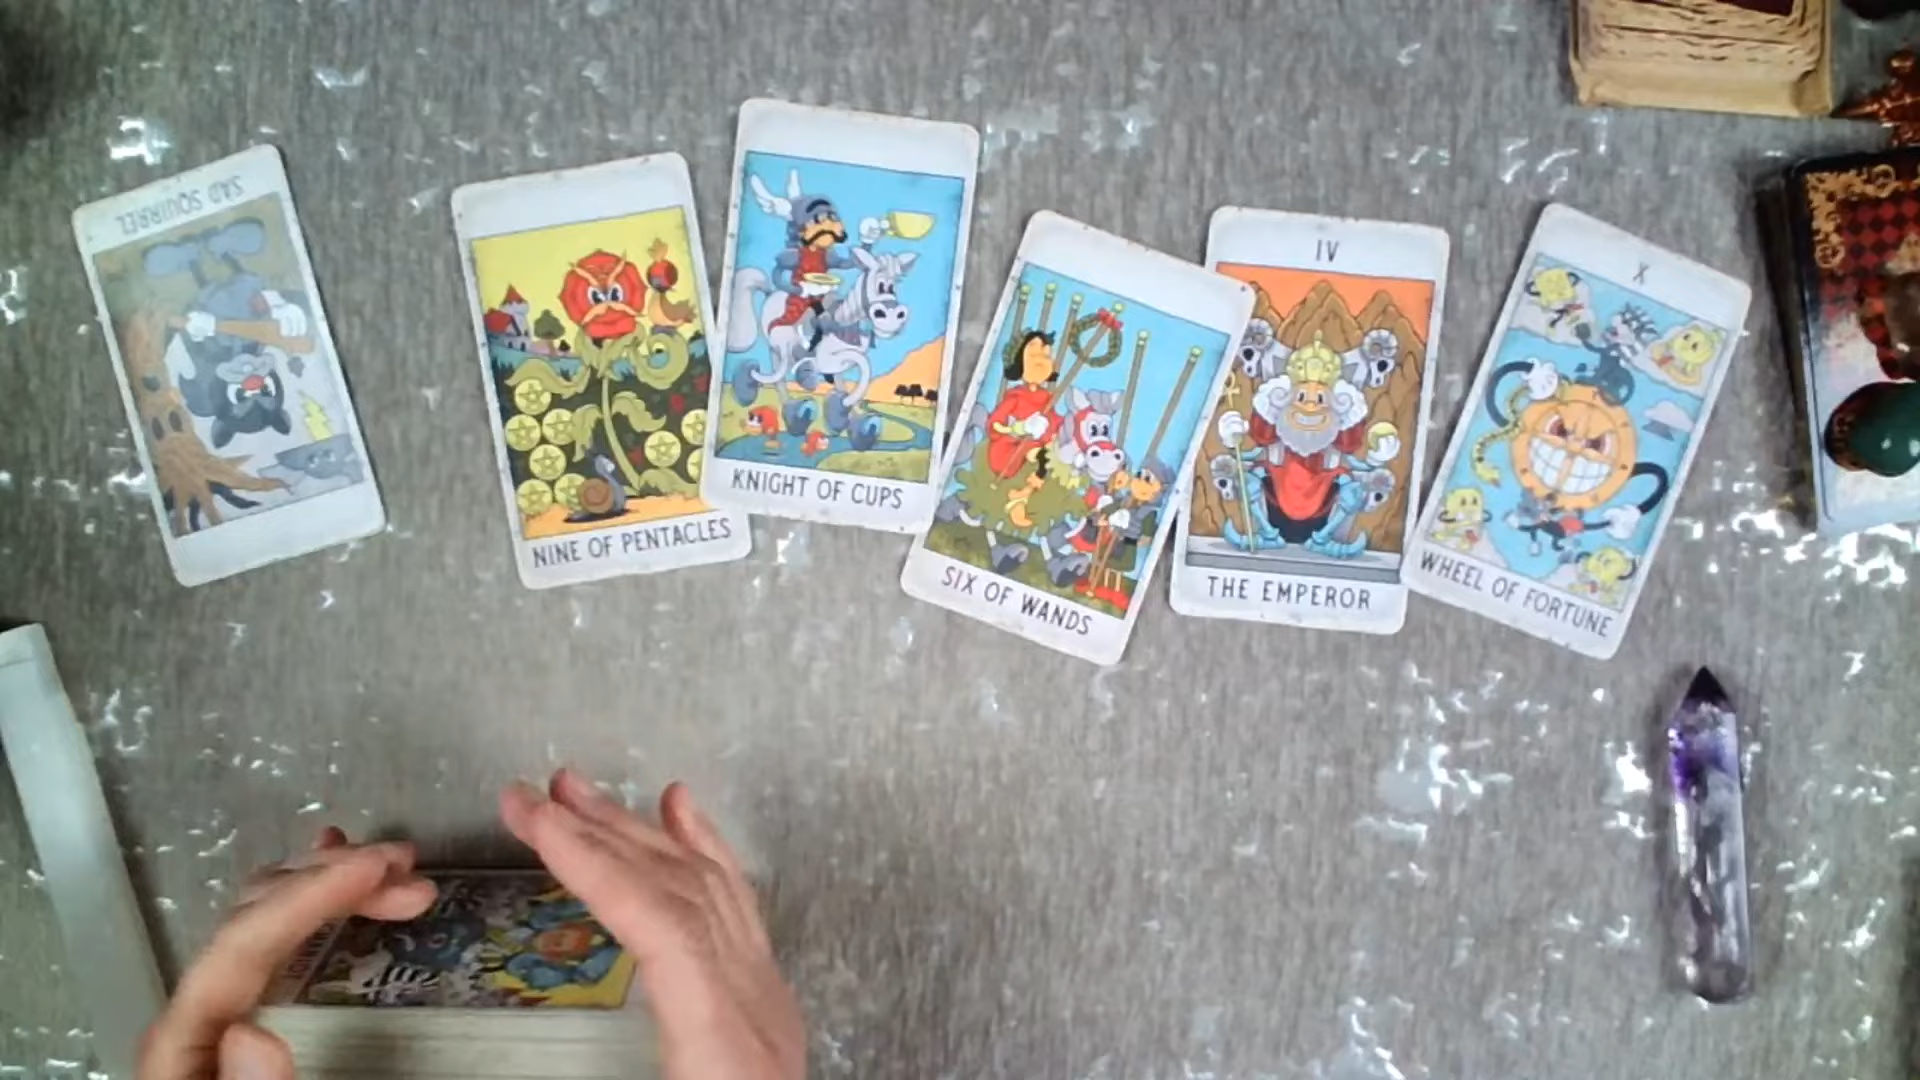 SAD SQUIRREL
NINE OF PENTACLES
KNIGHT OF CUPS
SIX OF WANDS
IV
THE EMPEROR
X
WHEEL OF FORTUNE